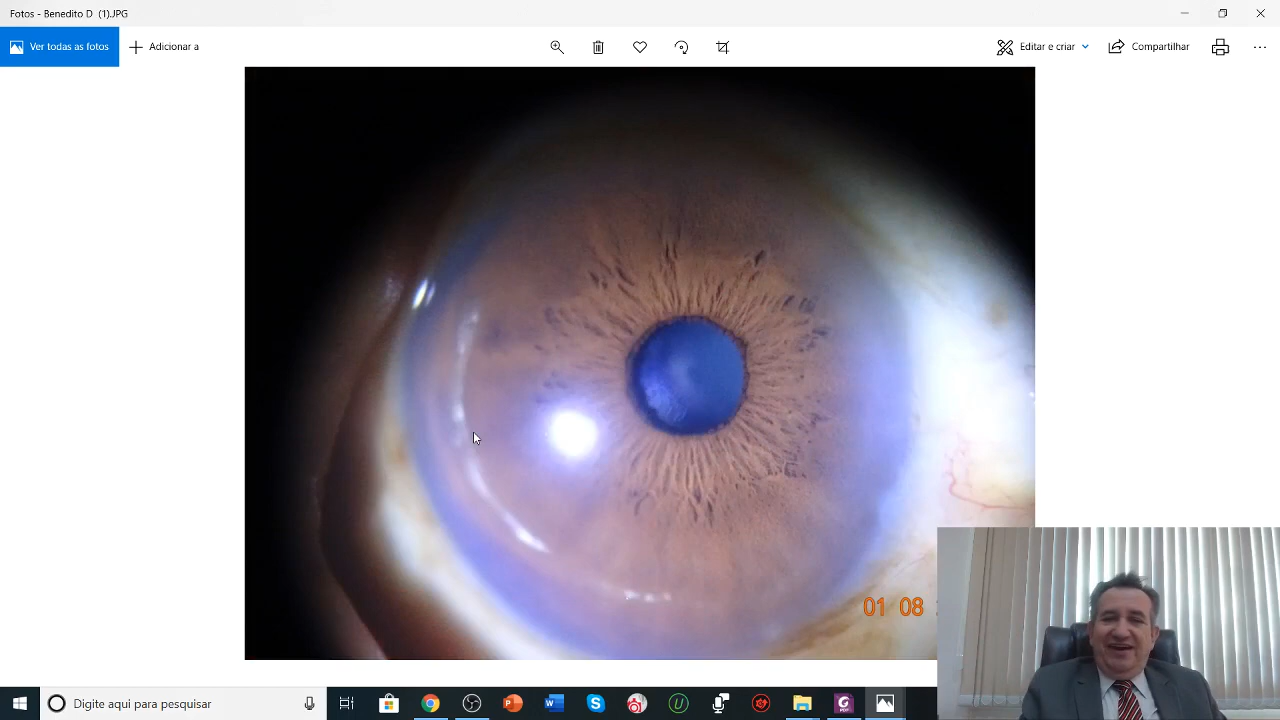 Fotos - Benedito D  (1).JPG
Ver todas as fotos
Adicionar a
Editar e criar
Compartilhar
01 08
Digite aqui para pesquisar